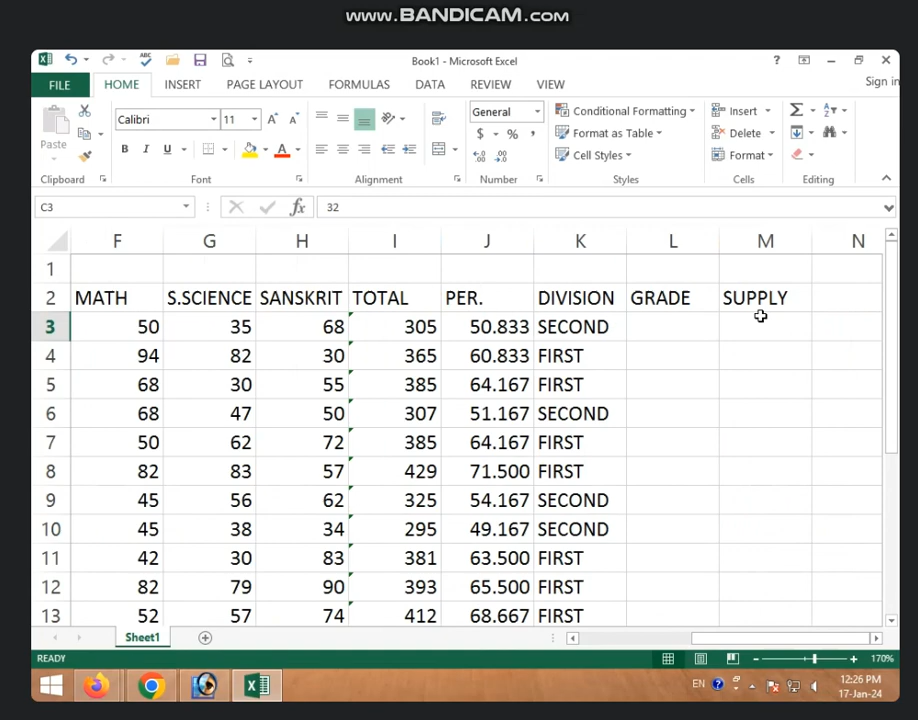 www.BANDICAM.com
Book1 - Microsoft Excel
Sign in
FILE HOME INSERT PAGE LAYOUT FORMULAS DATA REVIEW VIEW
Paste Calibri 11 General Conditional Formatting Insert
B I U $ % , Format as Table Delete
Cell Styles Format
Clipboard Font Alignment Number Styles Cells Editing
C3 fx 32
F G H I J K L M N
1
2 MATH S.SCIENCE SANSKRIT TOTAL PER. DIVISION GRADE SUPPLY
3 50 35 68 305 50.833 SECOND
4 94 82 30 365 60.833 FIRST
5 68 30 55 385 64.167 FIRST
6 68 47 50 307 51.167 SECOND
7 50 62 72 385 64.167 FIRST
8 82 83 57 429 71.500 FIRST
9 45 56 62 325 54.167 SECOND
10 45 38 34 295 49.167 SECOND
11 42 30 83 381 63.500 FIRST
12 82 79 90 393 65.500 FIRST
13 52 57 74 412 68.667 FIRST
Sheet1
READY 170%
EN 12:26 PM
17-Jan-24